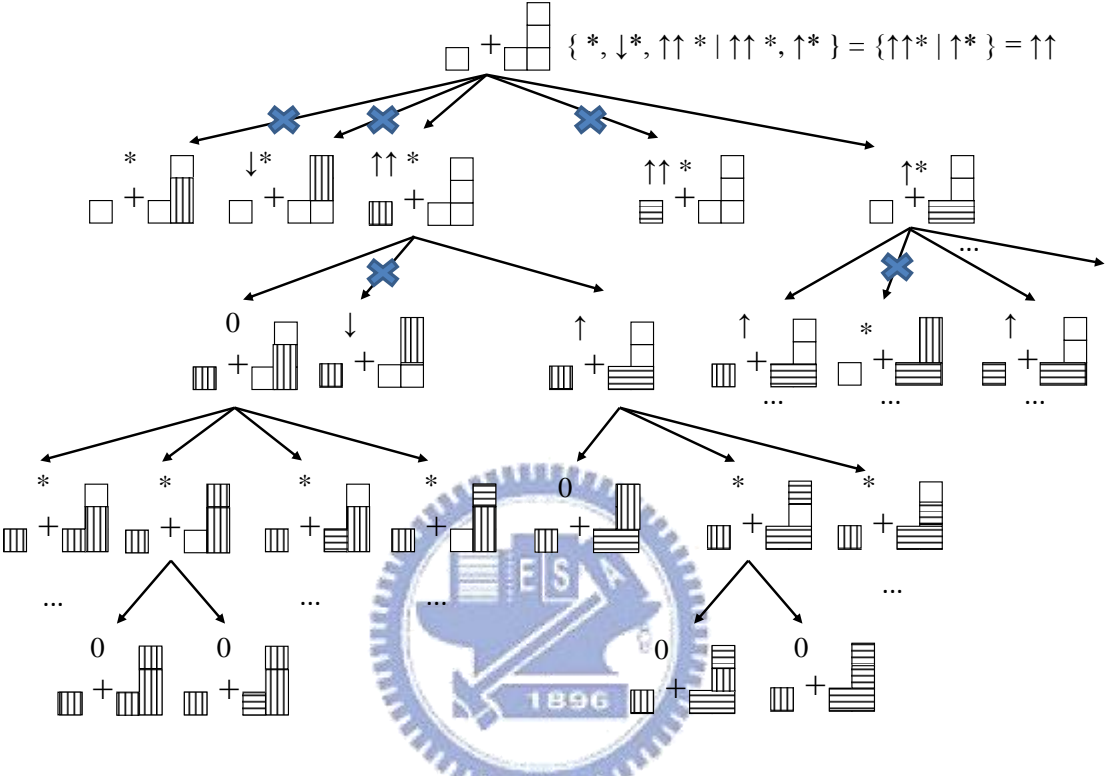 + { *, ↓*, ↑↑ * | ↑↑ *, ↑* } = {↑↑* | ↑* } = ↑↑
* ↓* ↑↑ * ↑↑ * ↑*
+ + + + +
...
0 ↓ ↑ ↑ * ↑
+ + + + + +
... ... ...
* * * * 0 * *
+ + + + + + +
E S A
... ... ... ...
0 0 0 0
+ + + +
1896